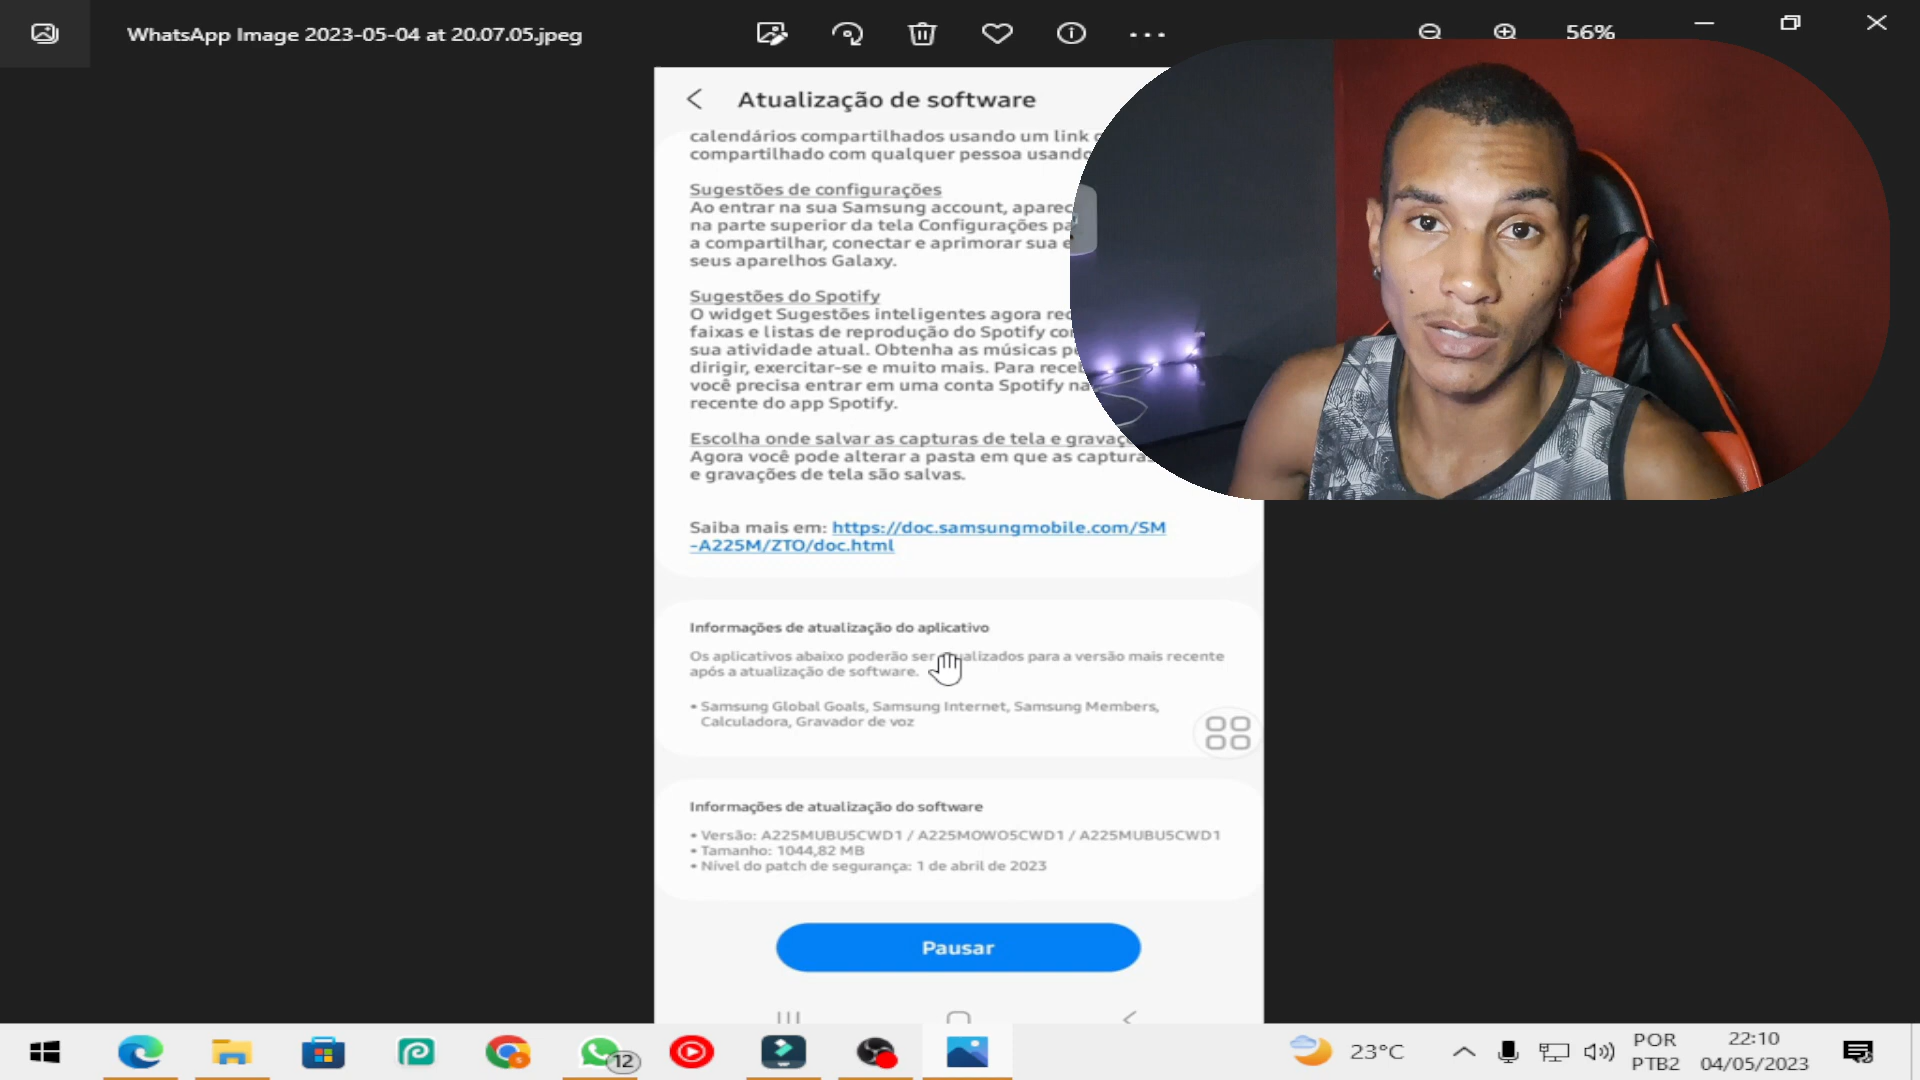 WhatsApp Image 2023-05-04 at 20.07.05.jpeg
56%
Atualização de software
calendários compartilhados usando um link
compartilhado com qualquer pessoa usando
Sugestões de configurações
Ao entrar na sua Samsung account,
na parte superior da tela Configurações
a compartilhar, conectar e aprimorar sua
seus aparelhos Galaxy.
Sugestões do Spotify
O widget Sugestões inteligentes agora
faixas e listas de reprodução do Spotify
sua atividade atual. Obtenha as músicas
dirigir, exercitar-se e muito mais. Para
você precisa entrar em uma conta Spotify
recente do app Spotify.
Escolha onde salvar as capturas de tela e
Agora você pode alterar a pasta em que as capturas
e gravações de tela são salvas.
Saiba mais em: https://doc.samsungmobile.com/SM
-A225M/ZTO/doc.html
Informações de atualização do aplicativo
Os aplicativos abaixo poderão ser atualizados para a versão mais recente
após a atualização de software.
• Samsung Global Goals, Samsung Internet, Samsung Members,
Calculadora, Gravador de voz
Informações de atualização do software
• Versão: A225MUBU5CWD1 / A225MOWO5CWD1 / A225MUBU5CWD1
• Tamanho: 1044,82 MB
• Nível do patch de segurança: 1 de abril de 2023
Pausar
12
23°C
POR
PTB2
22:10
04/05/2023